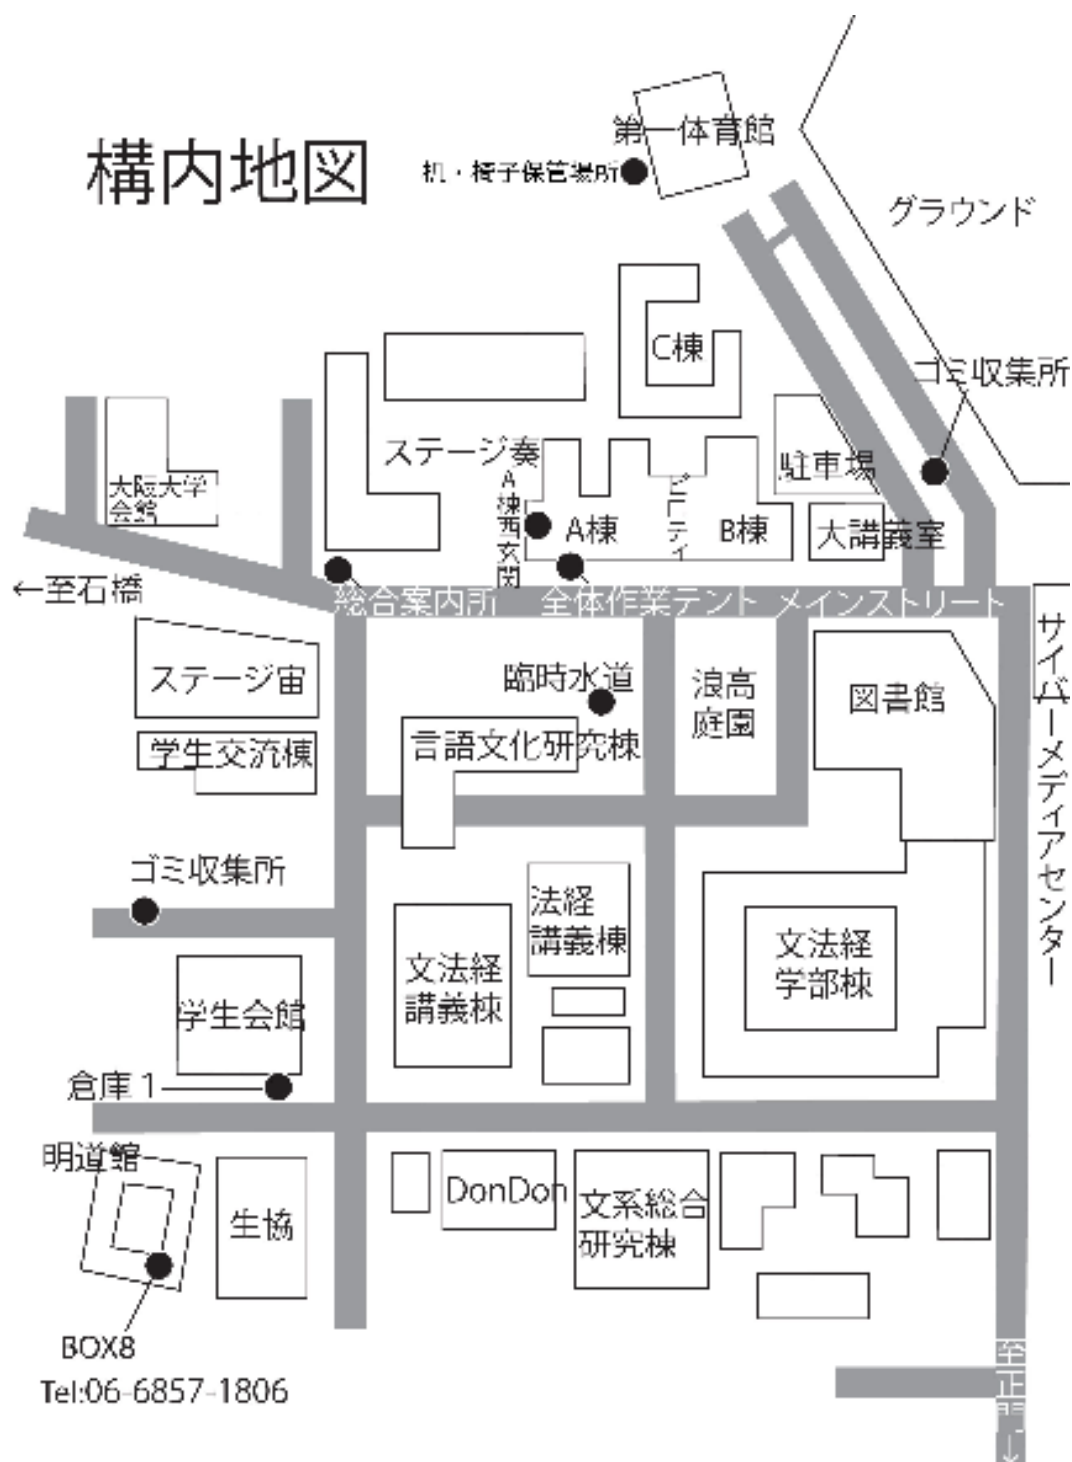 構内地図
第一体育館
机・椅子保管場所
グラウンド
C棟
ゴミ収集所
ステージ奏
A棟西玄関
ピロティ
駐車場
大阪大学
会館
A棟
B棟
大講義室
←至石橋
総合案内所
全体作業テント
メインストリート
サイバーメディアセンター
ステージ宙
臨時水道
浪高
庭園
図書館
学生交流棟
言語文化研究棟
ゴミ収集所
法経
講義棟
文法経
講義棟
文法経
学部棟
学生会館
倉庫1
明道館
DonDon
文系総合
研究棟
生協
BOX8
Tel:06-6857-1806
至正門↓